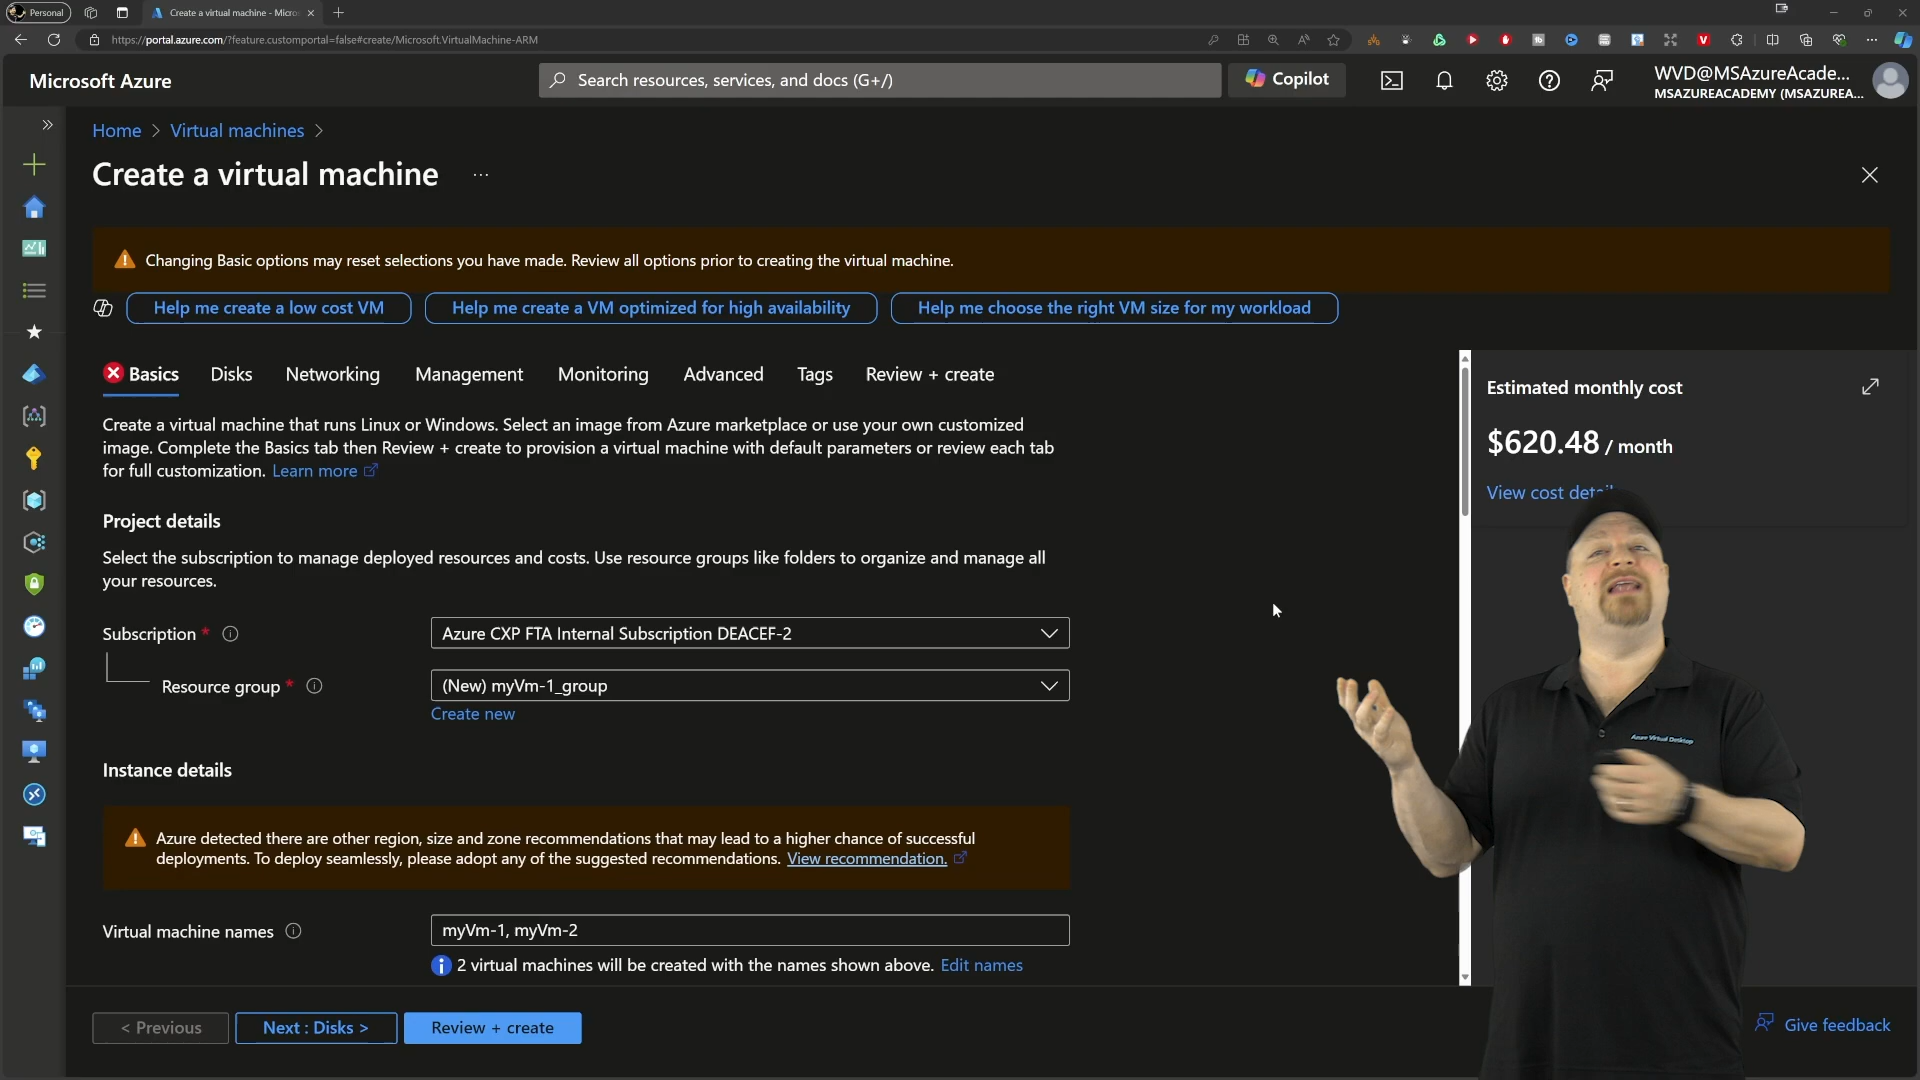 Personal
Create a virtual machine - Micros
https://portal.azure.com/?feature.customportal=false#create/Microsoft.VirtualMachine-ARM
Microsoft Azure
Search resources, services, and docs (G+/)
Copilot
WVD@MSAzureAcade...
MSAZUREACADEMY (MSAZUREA...
Home > Virtual machines >
Create a virtual machine ...
Changing Basic options may reset selections you have made. Review all options prior to creating the virtual machine.
Help me create a low cost VM
Help me create a VM optimized for high availability
Help me choose the right VM size for my workload
Basics Disks Networking Management Monitoring Advanced Tags Review + create
Create a virtual machine that runs Linux or Windows. Select an image from Azure marketplace or use your own customized
image. Complete the Basics tab then Review + create to provision a virtual machine with default parameters or review each tab
for full customization. Learn more
Project details
Select the subscription to manage deployed resources and costs. Use resource groups like folders to organize and manage all
your resources.
Subscription *
Azure CXP FTA Internal Subscription DEACEF-2
Resource group *
(New) myVm-1_group
Create new
Instance details
Azure detected there are other region, size and zone recommendations that may lead to a higher chance of successful
deployments. To deploy seamlessly, please adopt any of the suggested recommendations. View recommendation.
Virtual machine names
myVm-1, myVm-2
2 virtual machines will be created with the names shown above. Edit names
< Previous
Next : Disks >
Review + create
Estimated monthly cost
$620.48 / month
View cost
Azure Virtual Desktop
Give feedback